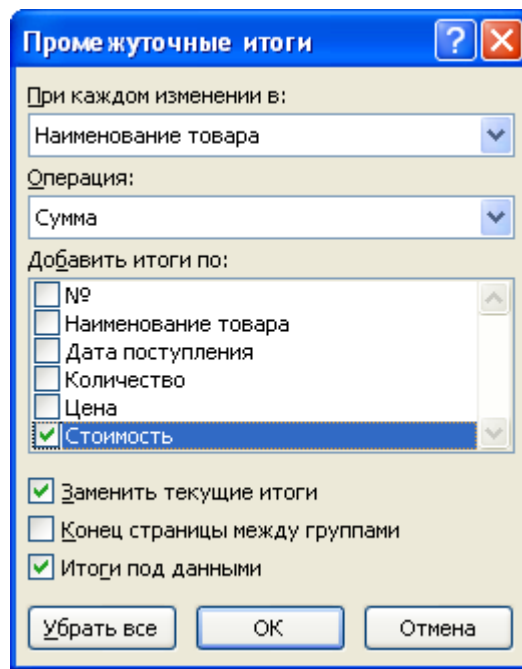 Промежуточные итоги
При каждом изменении в:
Наименование товара
Операция:
Сумма
Добавить итоги по:
№
Наименование товара
Дата поступления
Количество
Цена
Стоимость
Заменить текущие итоги
Конец страницы между группами
Итоги под данными
Убрать все ОК Отмена